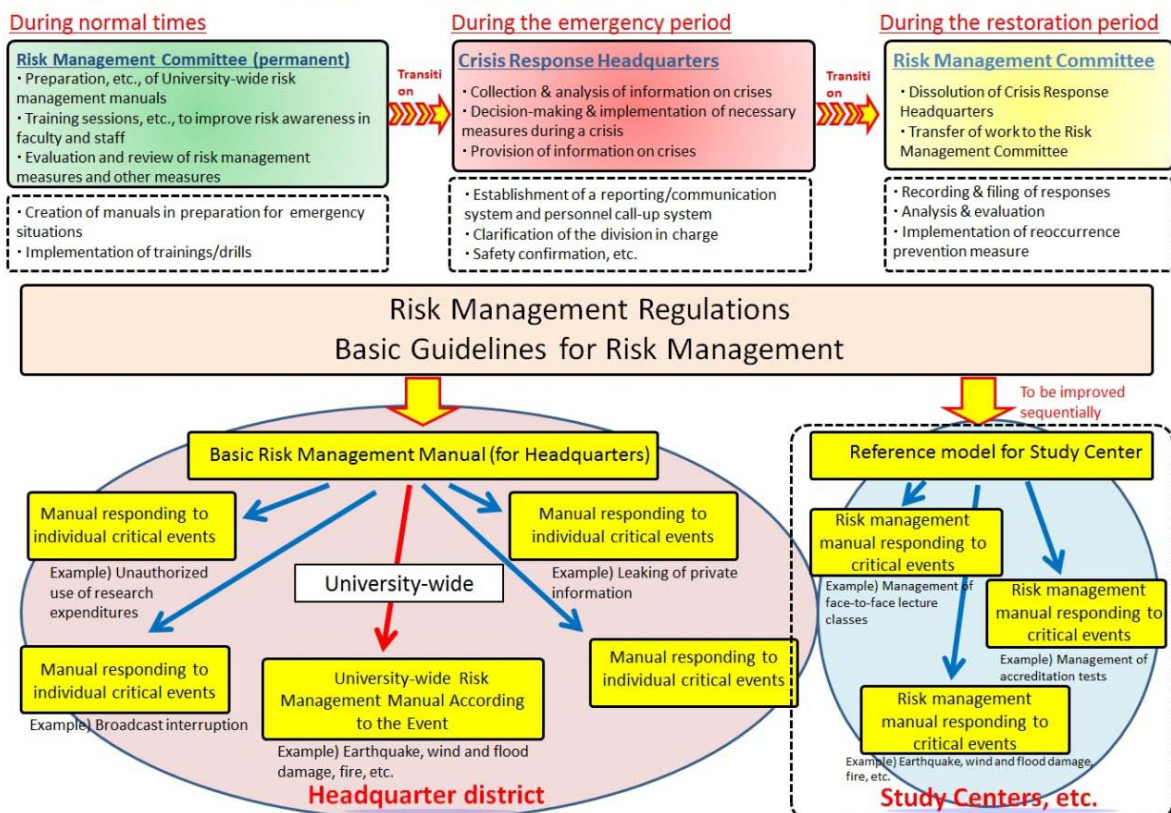 During normal times
Risk Management Committee (permanent)
・Preparation, etc., of University-wide risk
management manuals
・Training sessions, etc., to improve risk awareness in
faculty and staff
・Evaluation and review of risk management
measures and other measures
・Creation of manuals in preparation for emergency
situations
・Implementation of trainings/drills
Transiti
on
During the emergency period
Crisis Response Headquarters
・Collection & analysis of information on crises
・Decision-making & implementation of necessary
measures during a crisis
・Provision of information on crises
・Establishment of a reporting/communication
system and personnel call-up system
・Clarification of the division in charge
・Safety confirmation, etc.
Transiti
on
During the restoration period
Risk Management Committee
・Dissolution of Crisis Response
Headquarters
・Transfer of work to the Risk
Management Committee
・Recording & filing of responses
・Analysis & evaluation
・Implementation of reoccurrence
prevention measure
Risk Management Regulations
Basic Guidelines for Risk Management
To be improved
sequentially
Basic Risk Management Manual (for Headquarters)
Manual responding to
individual critical events
Example) Unauthorized
use of research
expenditures
Manual responding to
individual critical events
Example) Leaking of private
information
University-wide
Manual responding to
individual critical events
Example) Broadcast interruption
University-wide Risk
Management Manual According
to the Event
Example) Earthquake, wind and flood
damage, fire, etc.
Manual responding to
individual critical events
Headquarter district
Reference model for Study Center
Risk management
manual responding to
critical events
Example) Management of
face-to-face lecture
classes
Risk management
manual responding to
critical events
Example) Management of
accreditation tests
Risk management
manual responding to
critical events
Example) Earthquake, wind and flood damage,
fire, etc.
Study Centers, etc.